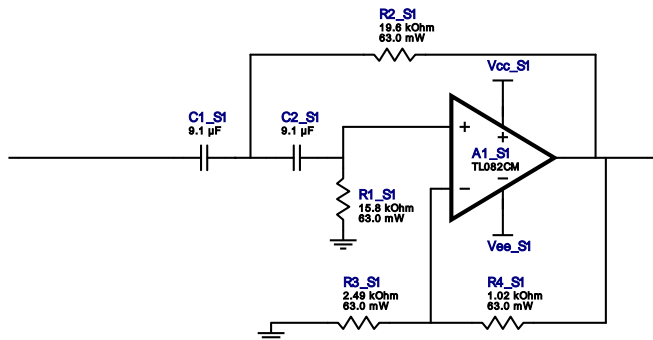 R2_S1
19.6 kOhm
63.0 mW
Vcc_S1
C1_S1
9.1 µF
C2_S1
9.1 µF
+
+
A1_S1
TL082CM
−
−
R1_S1
15.8 kOhm
63.0 mW
Vee_S1
R3_S1
2.49 kOhm
63.0 mW
R4_S1
1.02 kOhm
63.0 mW